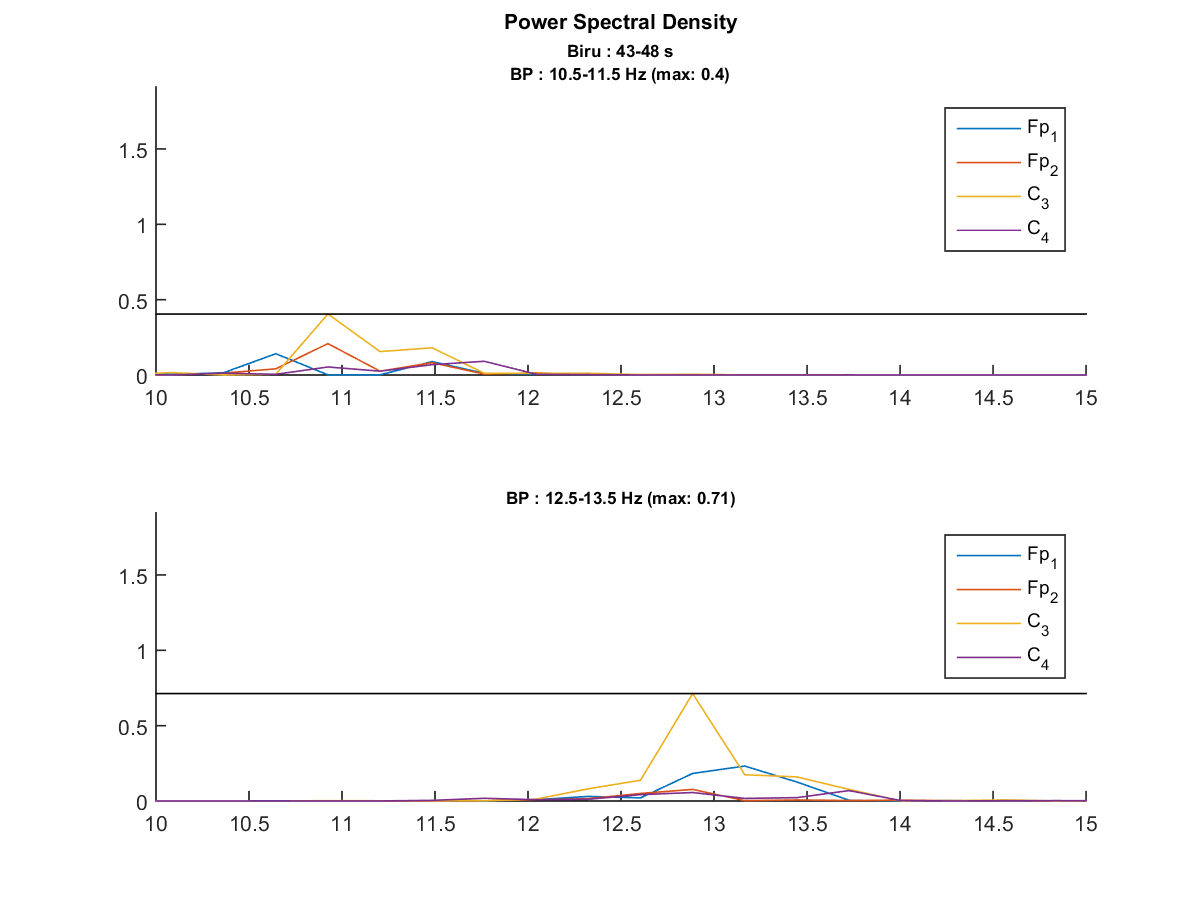 Power Spectral Density
Biru : 43-48 s
BP : 10.5-11.5 Hz (max: 0.4)
1.5
1
0.5
0
10 10.5 11 11.5 12 12.5 13 13.5 14 14.5 15
Fp1
Fp2
C3
C4
BP : 12.5-13.5 Hz (max: 0.71)
1.5
1
0.5
0
10 10.5 11 11.5 12 12.5 13 13.5 14 14.5 15
Fp1
Fp2
C3
C4